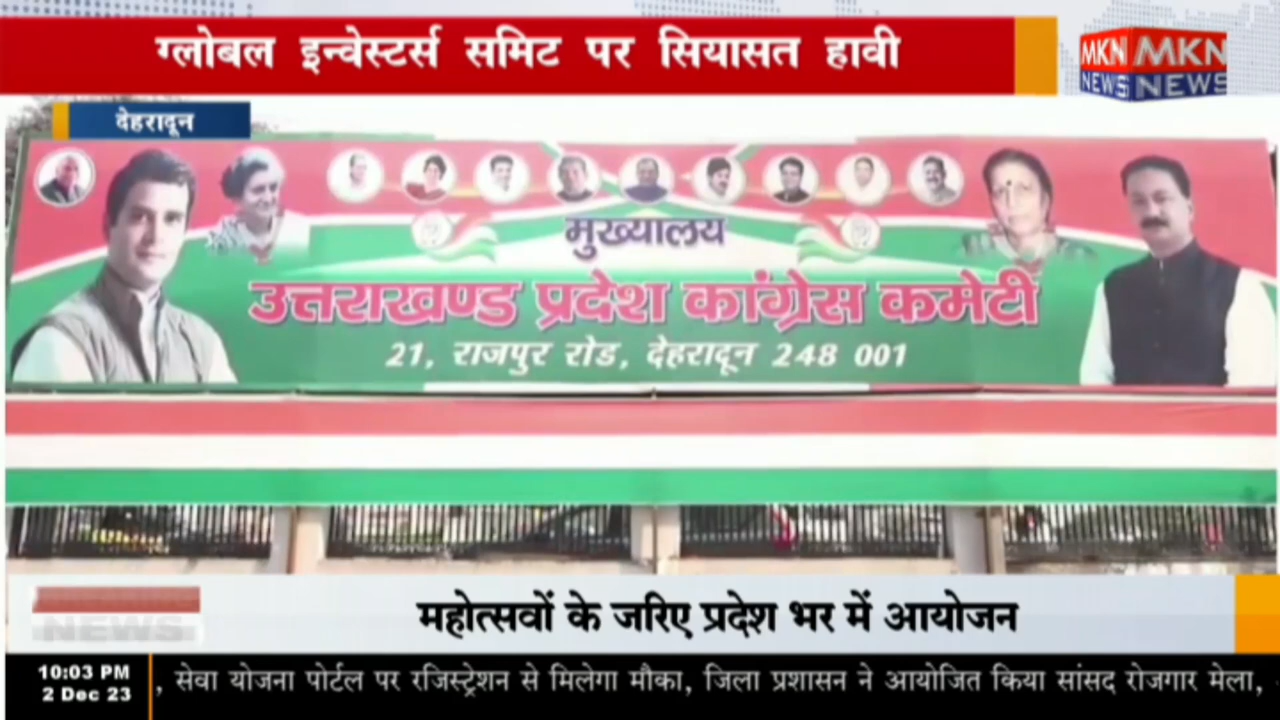 ग्लोबल इन्वेस्टर्स समिट पर सियासत हावी
MKN MKN
NEWS NEWS
देहरादून
मुख्यालय
उत्तराखण्ड प्रदेश कांग्रेस कमेटी
21, राजपुर रोड, देहरादून 248 001
NEWS
महोत्सवों के जरिए प्रदेश भर में आयोजन
10:03 PM
2 Dec 23
, सेवा योजना पोर्टल पर रजिस्ट्रेशन से मिलेगा मौका, जिला प्रशासन ने आयोजित किया सांसद रोजगार मेला,